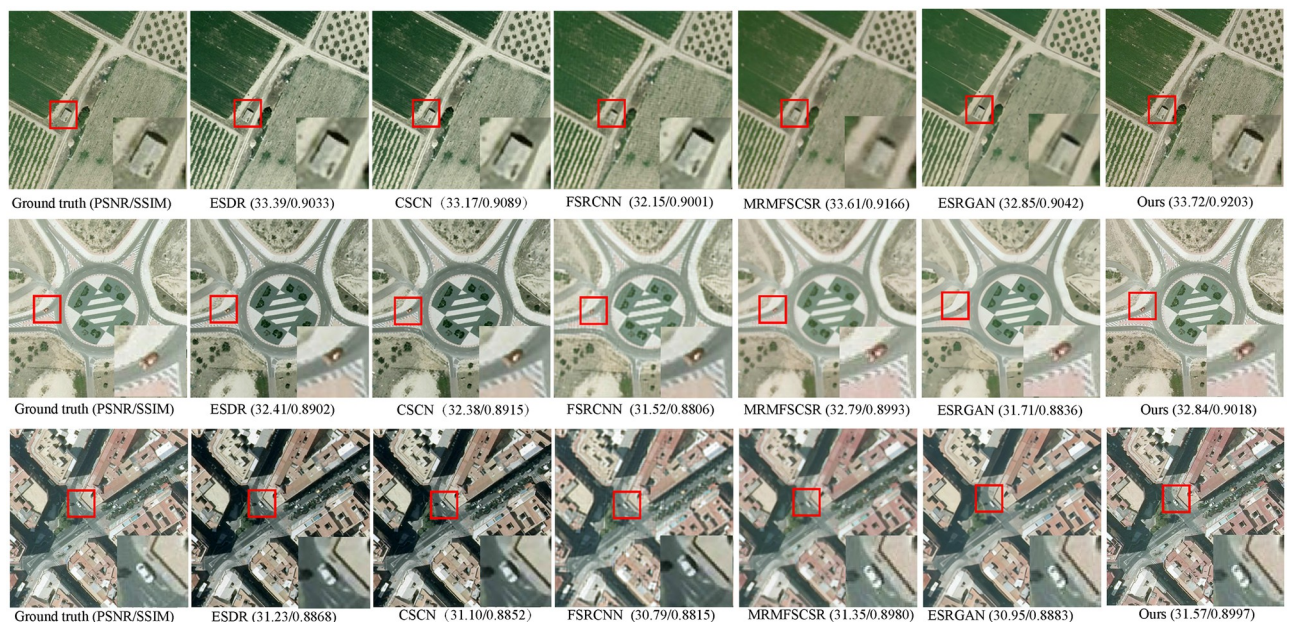 Ground truth (PSNR/SSIM) ESDR (33.39/0.9033) CSCN (33.17/0.9089) FSRCNN (32.15/0.9001) MRMFSCSR (33.61/0.9166) ESRGAN (32.85/0.9042) Ours (33.72/0.9203)
Ground truth (PSNR/SSIM) ESDR (32.41/0.8902) CSCN (32.38/0.8915) FSRCNN (31.52/0.8806) MRMFSCSR (32.79/0.8993) ESRGAN (31.71/0.8836) Ours (32.84/0.9018)
Ground truth (PSNR/SSIM) ESDR (31.23/0.8868) CSCN (31.10/0.8852) FSRCNN (30.79/0.8815) MRMFSCSR (31.35/0.8980) ESRGAN (30.95/0.8883) Ours (31.57/0.8997)